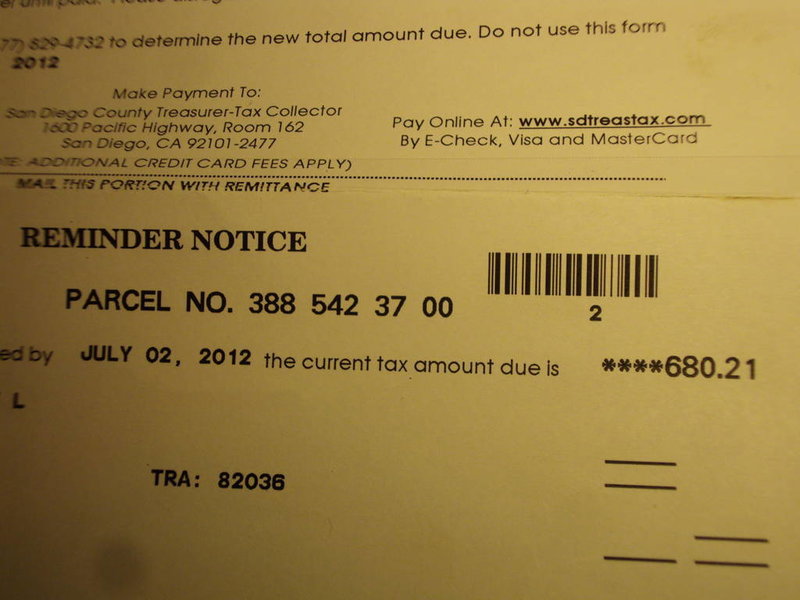 to determine the new total amount due. Do not use this form
2012
Make Payment To:
San Diego County Treasurer-Tax Collector
1600 Pacific Highway, Room 162
San Diego, CA 92101-2477
Pay Online At: www.sdtreastax.com
By E-Check, Visa and MasterCard
ADDITIONAL CREDIT CARD FEES APPLY)
MAIL THIS PORTION WITH REMITTANCE
REMINDER NOTICE
PARCEL NO. 388 542 37 00
2
ed by JULY 02, 2012 the current tax amount due is ****680.21
L
TRA: 82036